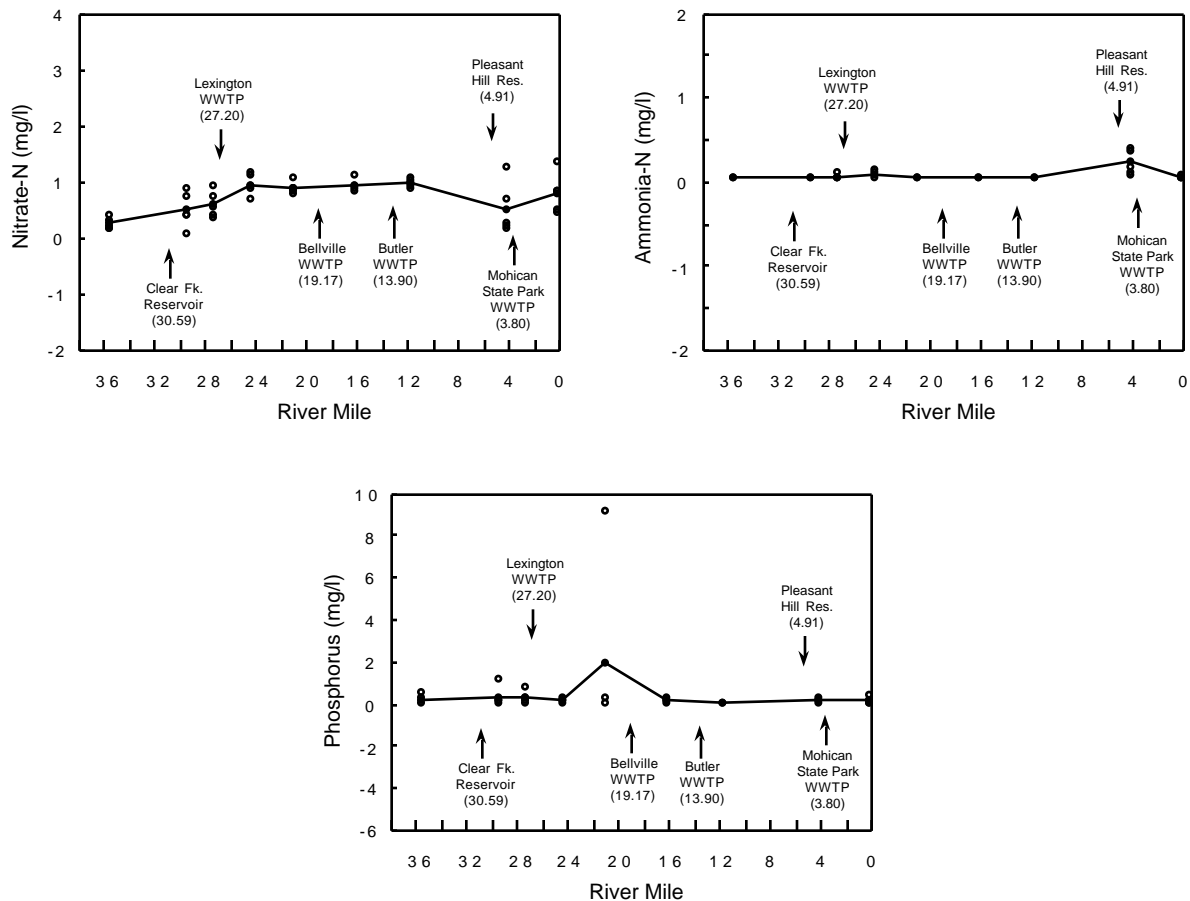 4
3
2
1
0
-1
-2
Nitrate-N (mg/l)
Lexington
WWTP
(27.20)
Pleasant
Hill Res.
(4.91)
Clear Fk.
Reservoir
(30.59)
Bellville
WWTP
(19.17)
Butler
WWTP
(13.90)
Mohican
State Park
WWTP
(3.80)
36 32 28 24 20 16 12 8 4 0
River Mile
2
1
0
-1
-2
Ammonia-N (mg/l)
Lexington
WWTP
(27.20)
Pleasant
Hill Res.
(4.91)
Clear Fk.
Reservoir
(30.59)
Bellville
WWTP
(19.17)
Butler
WWTP
(13.90)
Mohican
State Park
WWTP
(3.80)
36 32 28 24 20 16 12 8 4 0
River Mile
10
8
6
4
2
0
-2
-4
-6
Phosphorus (mg/l)
Lexington
WWTP
(27.20)
Pleasant
Hill Res.
(4.91)
Clear Fk.
Reservoir
(30.59)
Bellville
WWTP
(19.17)
Butler
WWTP
(13.90)
Mohican
State Park
WWTP
(3.80)
36 32 28 24 20 16 12 8 4 0
River Mile